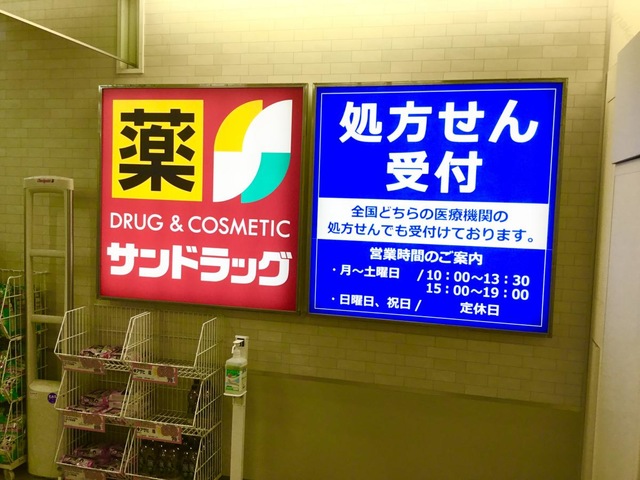 薬
DRUG & COSMETIC
サンドラッグ
処方せん
受付
全国どちらの医療機関の
処方せんでも受付けております。
営業時間のご案内
・月～土曜日 / 10：00～13：30
15：00～19：00
・日曜日、祝日 / 定休日